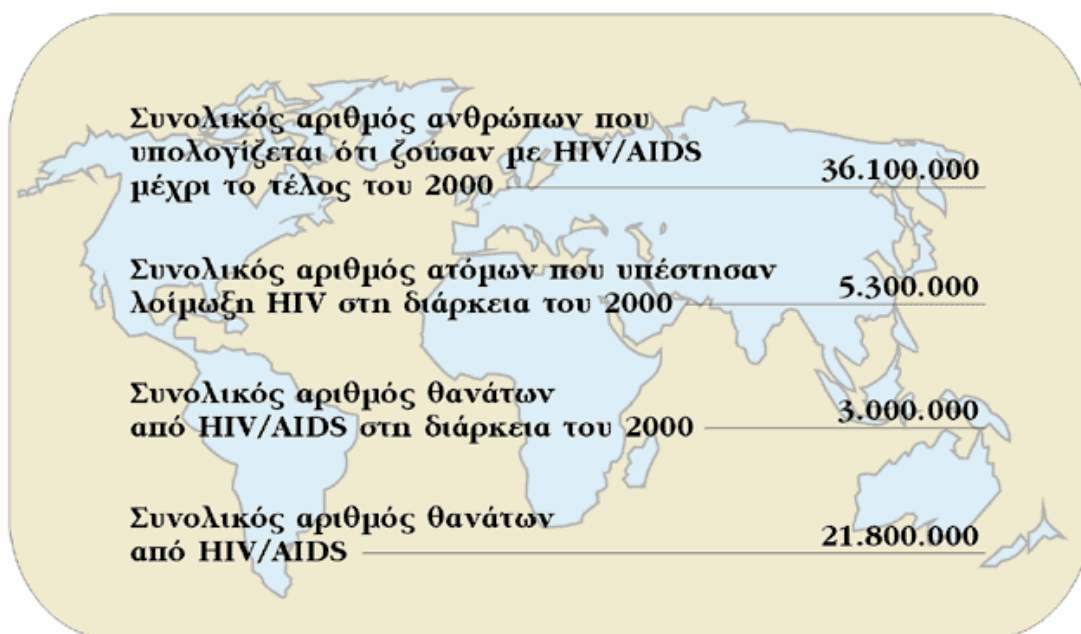 Συνολικός αριθμός ανθρώπων που
υπολογίζεται ότι ζούσαν με HIV/AIDS
μέχρι το τέλος του 2000 36.100.000
Συνολικός αριθμός ατόμων που υπέστησαν
λοίμωξη HIV στη διάρκεια του 2000 5.300.000
Συνολικός αριθμός θανάτων
από HIV/AIDS στη διάρκεια του 2000 3.000.000
Συνολικός αριθμός θανάτων
από HIV/AIDS 21.800.000